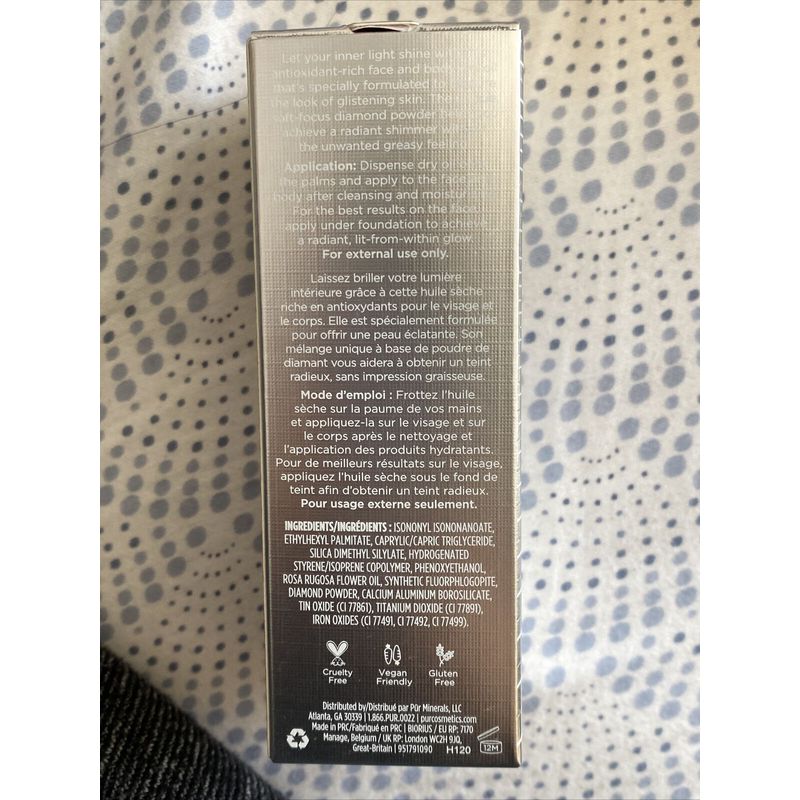 Let your inner light shine
antioxidant-rich face and body
that's specially formulated to
the look of glistening skin. The
soft-focus diamond powder
achieve a radiant shimmer
the unwanted greasy feeling.
Application: Dispense dry oil
the palms and apply to the face
body after cleansing and
For the best results on the face,
apply under foundation to achieve
a radiant, lit-from-within glow.
For external use only.
Laissez briller votre lumière
intérieure grâce à cette huile sèche
riche en antioxydants pour le visage et
le corps. Elle est spécialement formulée
pour offrir une peau éclatante. Son
mélange unique à base de poudre de
diamant vous aidera à obtenir un teint
radieux, sans impression graisseuse.
Mode d'emploi : Frottez l'huile
sèche sur la paume de vos mains
et appliquez-la sur le visage et sur
le corps après le nettoyage et
l'application des produits hydratants.
Pour de meilleurs résultats sur le visage,
appliquez l'huile sèche sous le fond de
teint afin d'obtenir un teint radieux.
Pour usage externe seulement.
INGREDIENTS/INGRÉDIENTS : ISONONYL ISONONANOATE,
ETHYLHEXYL PALMITATE, CAPRYLIC/CAPRIC TRIGLYCERIDE,
SILICA DIMETHYL SILYLATE, HYDROGENATED
STYRENE/ISOPRENE COPOLYMER, PHENOXYETHANOL,
ROSA RUGOSA FLOWER OIL, SYNTHETIC FLUORPHLOGOPITE,
DIAMOND POWDER, CALCIUM ALUMINUM BOROSILICATE,
TIN OXIDE (CI 77861), TITANIUM DIOXIDE (CI 77891),
IRON OXIDES (CI 77491, CI 77492, CI 77499).
Cruelty Free
Vegan Friendly
Gluten Free
Distributed by/Distribué par Pür Minerals, LLC
Atlanta, GA 30339 | 1.866.PUR.0022 | purcosmetics.com
Made in PRC/Fabriqué en PRC | BIORIUS / EU RP: 7170
Manage, Belgium / UK RP: London WC2H 9JQ,
Great-Britain | 951791090 H120 12M